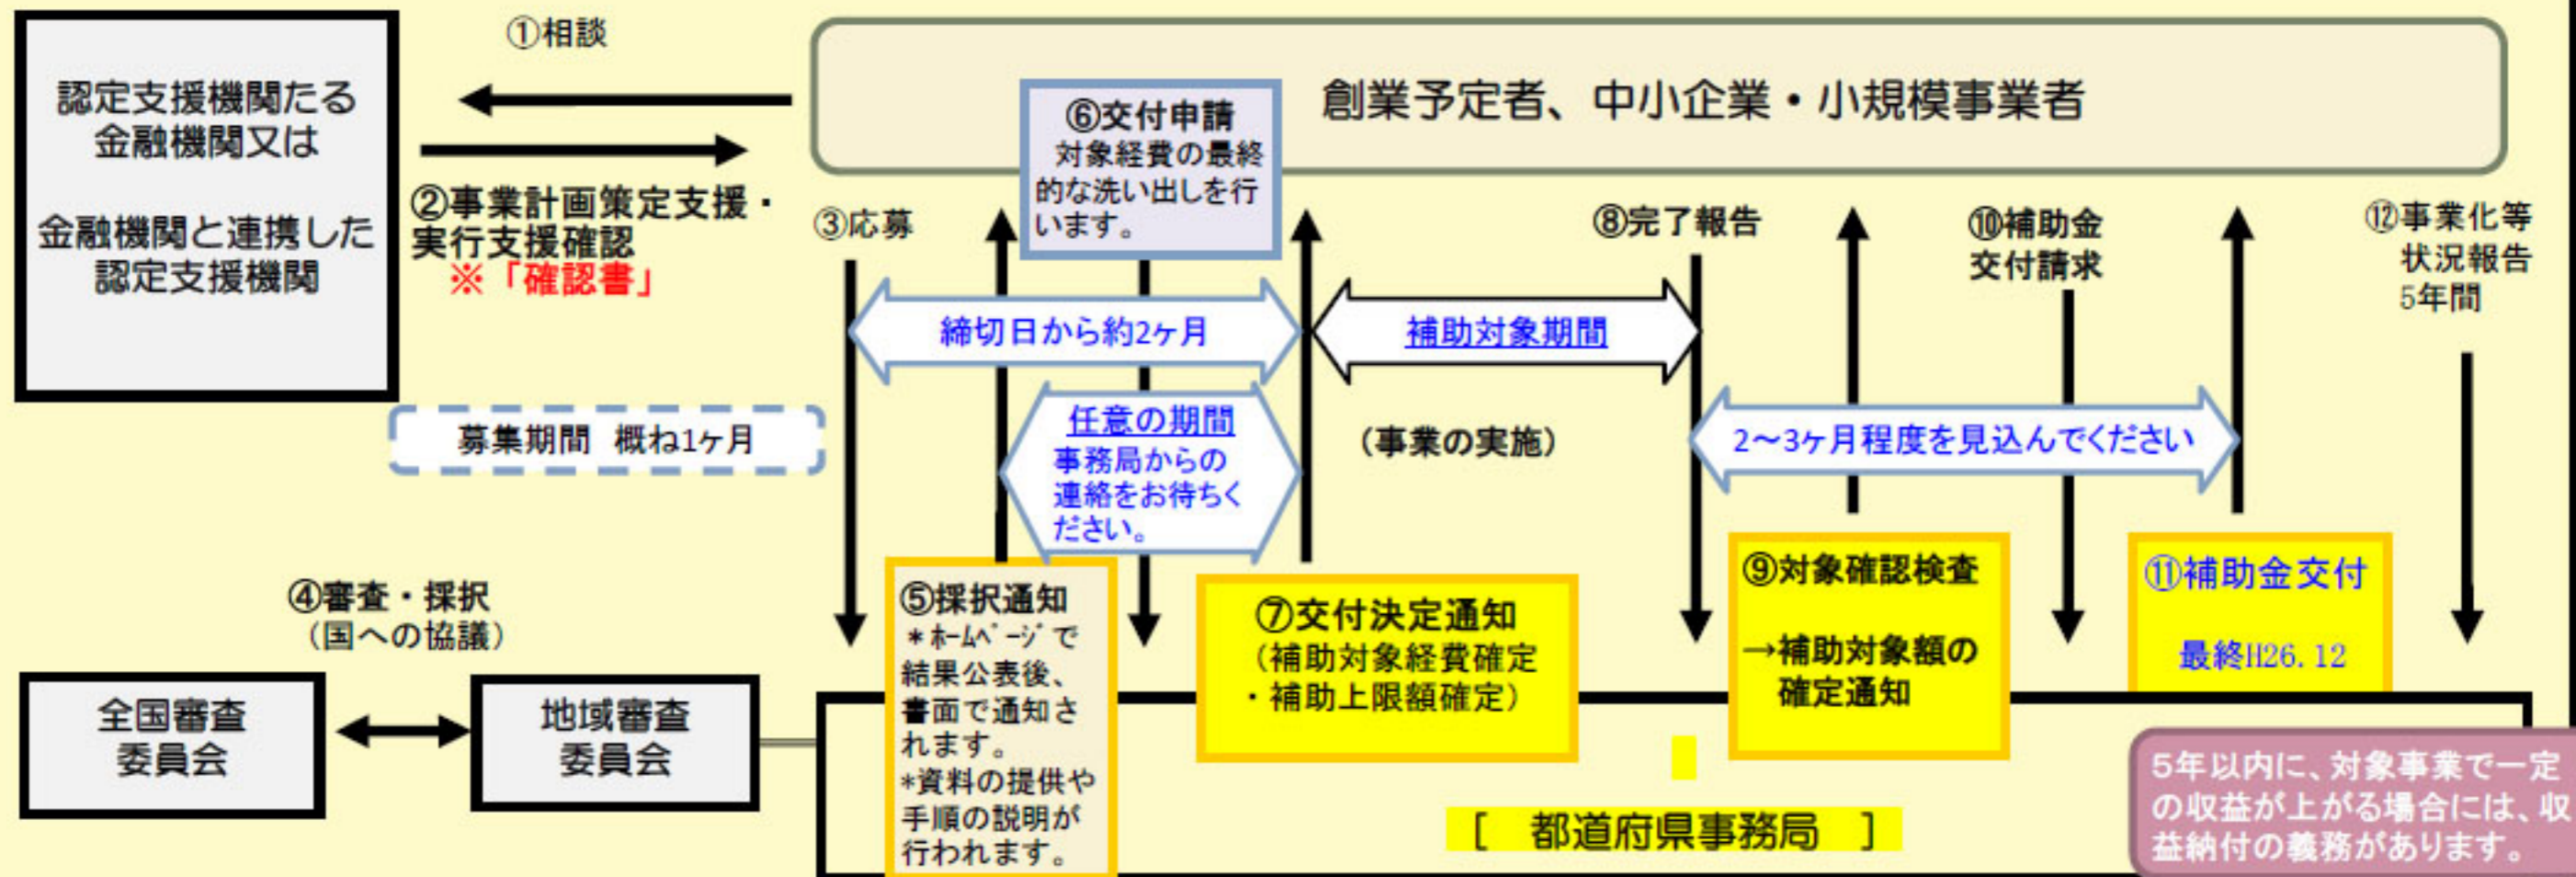 ①相談
認定支援機関たる
金融機関又は
金融機関と連携した
認定支援機関
創業予定者、中小企業・小規模事業者
②事業計画策定支援・
実行支援確認
※「確認書」
③応募
⑥交付申請
対象経費の最終
的な洗い出しを行
います。
⑧完了報告
⑩補助金
交付請求
⑫事業化等
状況報告
5年間
締切日から約2ヶ月
補助対象期間
募集期間 概ね1ヶ月
任意の期間
事務局からの
連絡をお待ちく
ださい。
(事業の実施)
2～3ヶ月程度を見込んでください
④審査・採択
(国への協議)
全国審査
委員会
地域審査
委員会
⑤採択通知
*ﾎｰﾑﾍﾟｰｼﾞで
結果公表後、
書面で通知さ
れます。
*資料の提供や
手順の説明が
行われます。
⑦交付決定通知
(補助対象経費確定
・補助上限額確定)
⑨対象確認検査
→補助対象額の
確定通知
⑪補助金交付
最終H26.12
[ 都道府県事務局 ]
5年以内に、対象事業で一定
の収益が上がる場合には、収
益納付の義務があります。